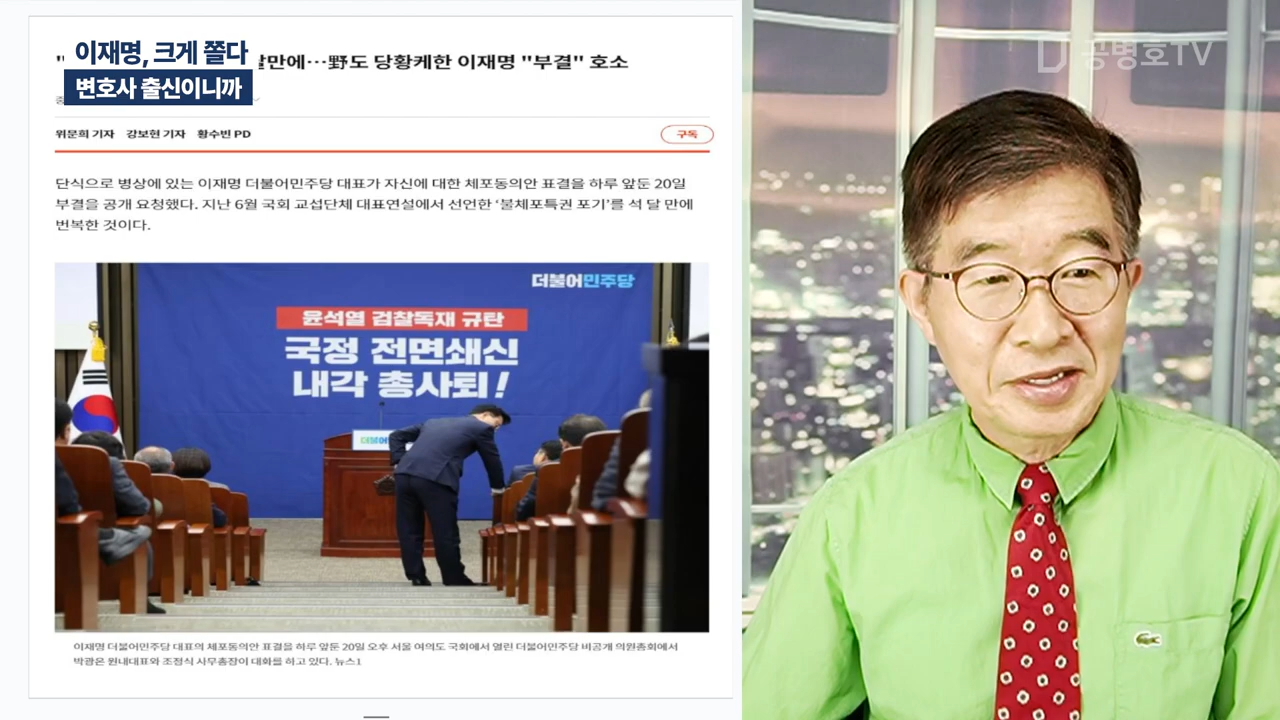 이재명, 크게 쫄다
변호사 출신이니까
만에…野도 당황케한 이재명 "부결" 호소
위문희 기자 강보현 기자 황수빈 PD
구독
단식으로 병상에 있는 이재명 더불어민주당 대표가 자신에 대한 체포동의안 표결을 하루 앞둔 20일
부결을 공개 요청했다. 지난 6월 국회 교섭단체 대표연설에서 선언한 ‘불체포특권 포기’를 석 달 만에
번복한 것이다.
더불어민주당
윤석열 검찰독재 규탄
국정 전면쇄신
내각 총사퇴!
이재명 더불어민주당 대표의 체포동의안 표결을 하루 앞둔 20일 오후 서울 여의도 국회에서 열린 더불어민주당 비공개 의원총회에서
박광온 원내대표와 조정식 사무총장이 대화를 하고 있다. 뉴스1
공병호TV